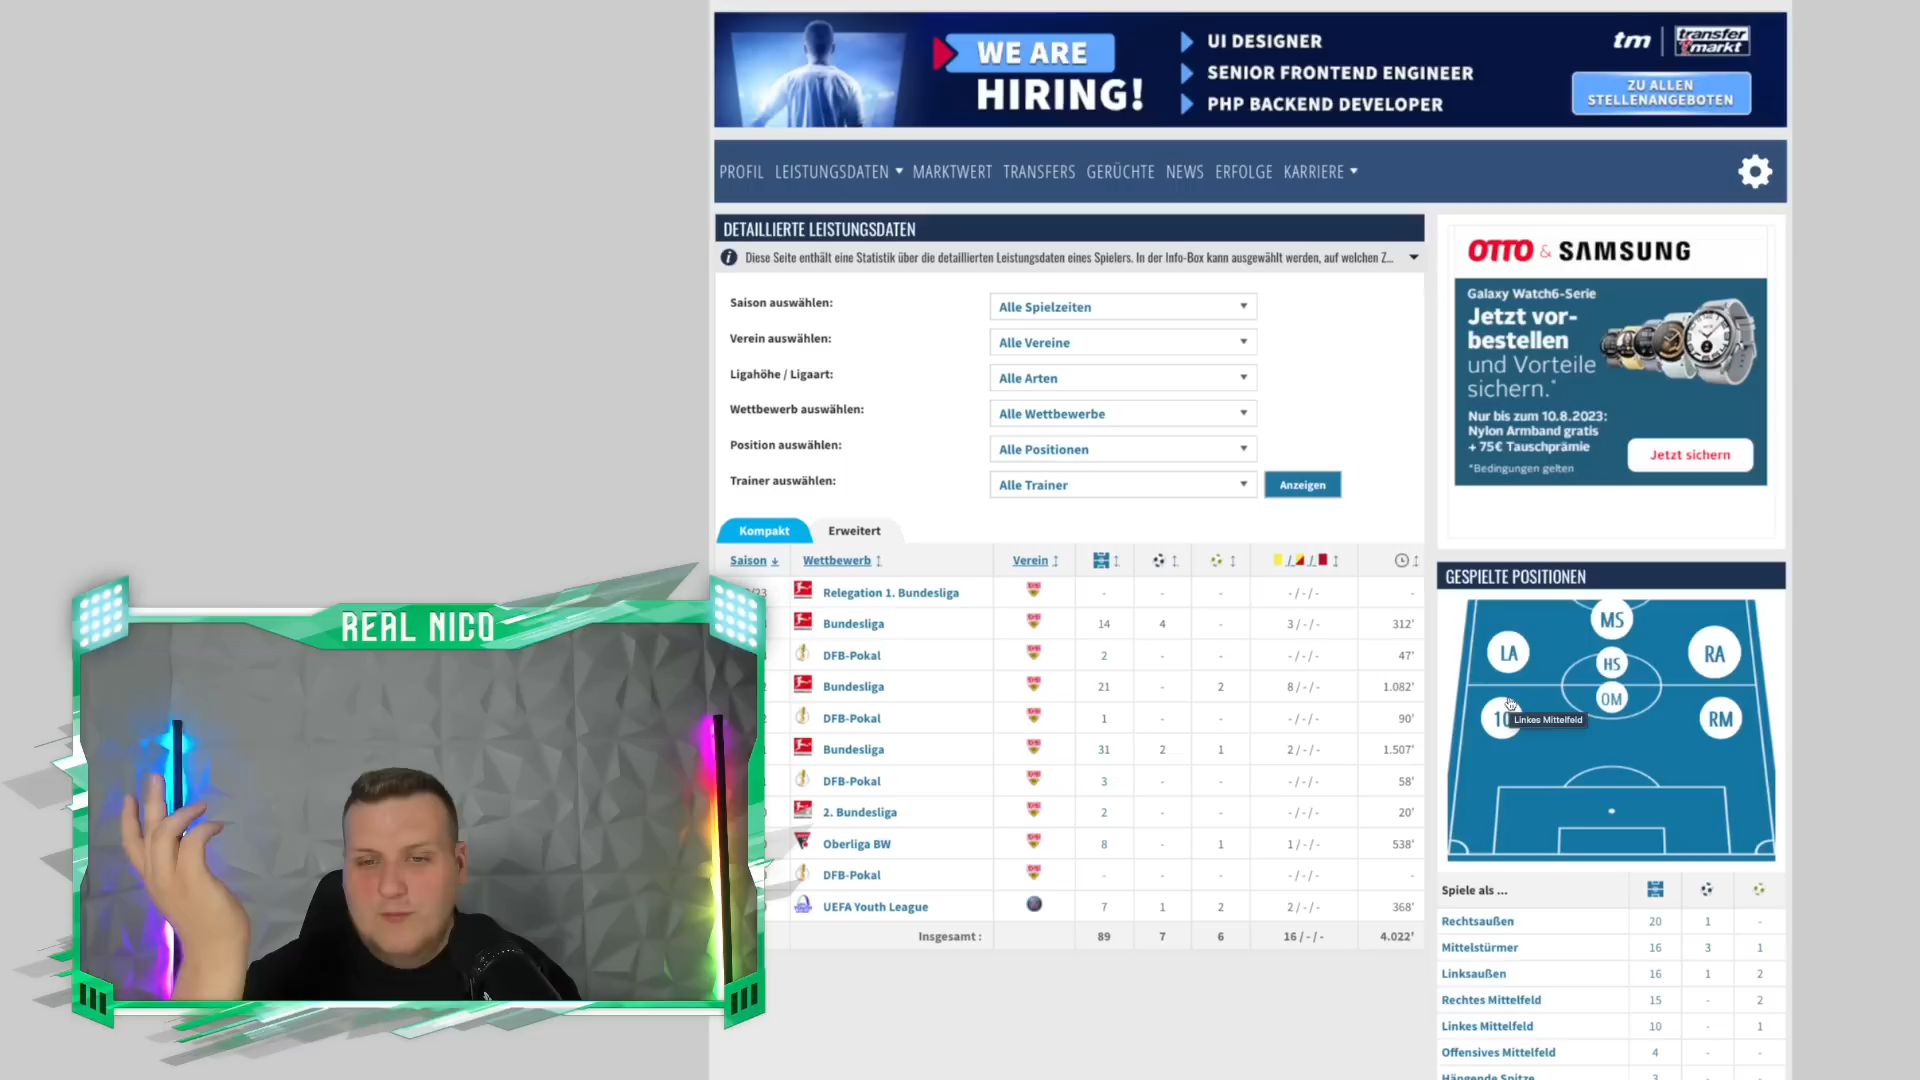 WE ARE
HIRING!
UI DESIGNER
SENIOR FRONTEND ENGINEER
PHP BACKEND DEVELOPER
tm
transfer
markt
ZU ALLEN
STELLENANGEBOTEN
PROFIL LEISTUNGSDATEN MARKTWERT TRANSFERS GERÜCHTE NEWS ERFOLGE KARRIERE
DETAILLIERTE LEISTUNGSDATEN
Diese Seite enthält eine Statistik über die detaillierten Leistungsdaten eines Spielers. In der Info-Box kann ausgewählt werden, auf welchen Z...
Saison auswählen: Alle Spielzeiten
Verein auswählen: Alle Vereine
Ligahöhe / Ligaart: Alle Arten
Wettbewerb auswählen: Alle Wettbewerbe
Position auswählen: Alle Positionen
Trainer auswählen: Alle Trainer Anzeigen
Kompakt Erweitert
Saison Wettbewerb Verein
/23 Relegation 1. Bundesliga - - - - / - / - -
Bundesliga 14 4 - 3 / - / - 312'
DFB-Pokal 2 - - - / - / - 47'
Bundesliga 21 - 2 8 / - / - 1.082'
DFB-Pokal 1 - - - / - / - 90'
Bundesliga 31 2 1 2 / - / - 1.507'
DFB-Pokal 3 - - - / - / - 58'
2. Bundesliga 2 - - - / - / - 20'
Oberliga BW 8 - 1 1 / - / - 538'
DFB-Pokal - - - - / - / - -
UEFA Youth League 7 1 2 2 / - / - 368'
Insgesamt : 89 7 6 16 / - / - 4.022'
OTTO & SAMSUNG
Galaxy Watch6-Serie
Jetzt vor-
bestellen
und Vorteile
sichern.*
Nur bis zum 10.8.2023:
Nylon Armband gratis
+ 75€ Tauschprämie
*Bedingungen gelten
Jetzt sichern
GESPIELTE POSITIONEN
MS
LA
HS
RA
OM
10
Linkes Mittelfeld
RM
Spiele als ...
Rechtsaußen 20 1 -
Mittelstürmer 16 3 1
Linksaußen 16 1 2
Rechtes Mittelfeld 15 - 2
Linkes Mittelfeld 10 - 1
Offensives Mittelfeld 4 - -
Hängende Spitze 3 - -
REAL NICO